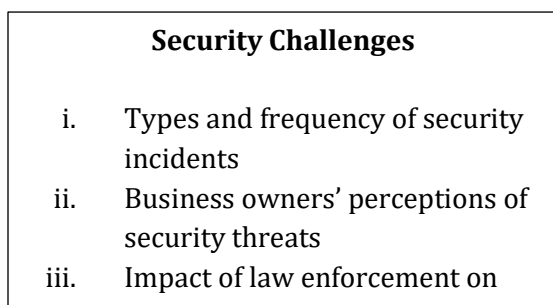 Security Challenges
i. Types and frequency of security
incidents
ii. Business owners’ perceptions of
security threats
iii. Impact of law enforcement on